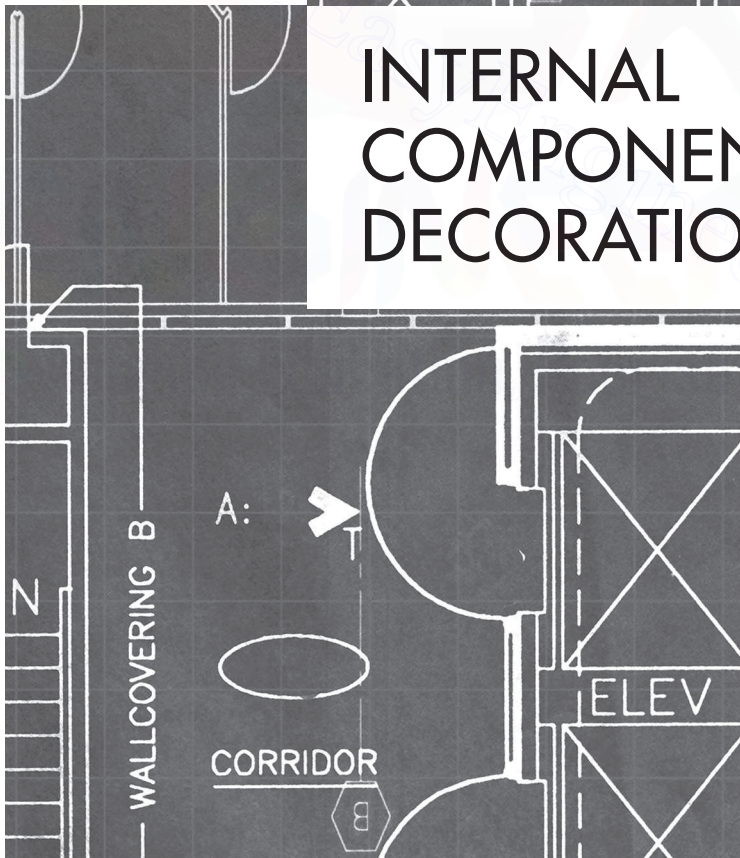 INTERNAL
COMPONEN
DECORATIO
A:
T
N
WALLCOVERING B
ELEV
CORRIDOR
B